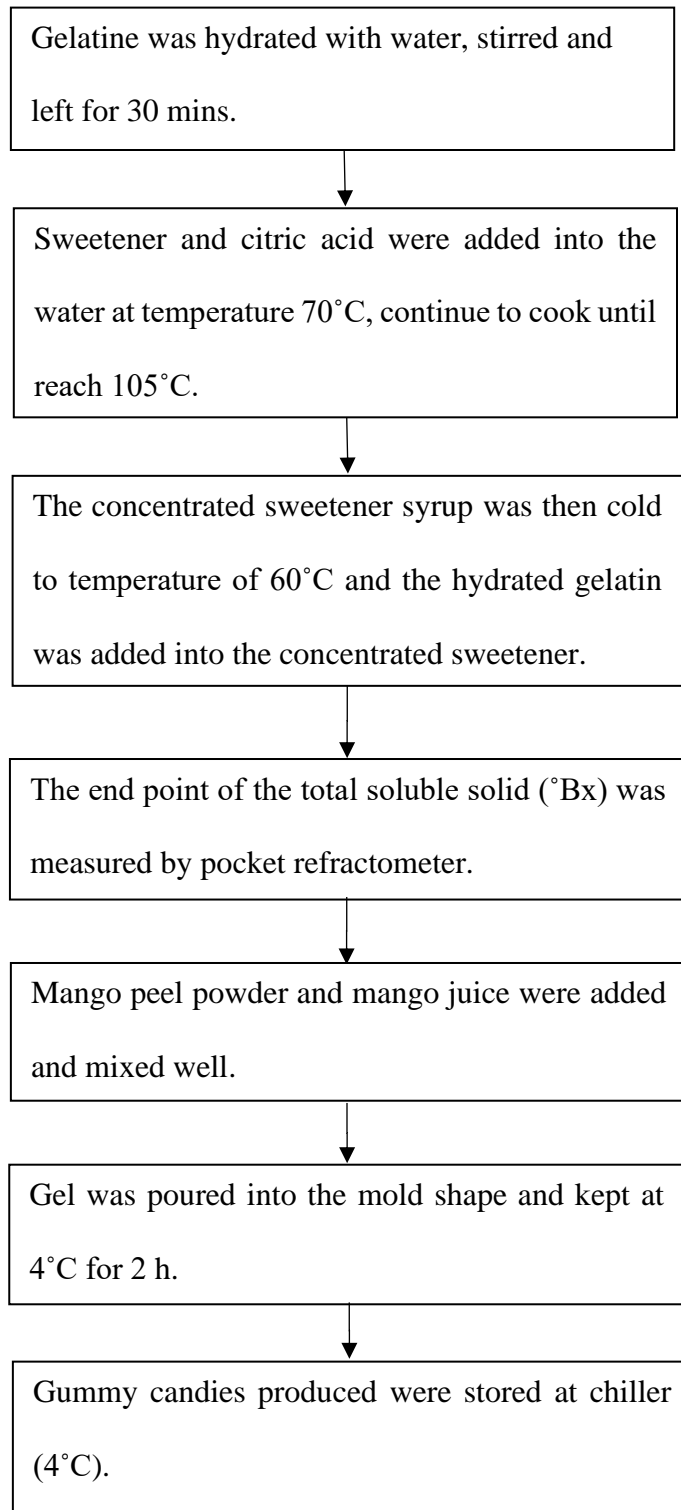 Gelatine was hydrated with water, stirred and
left for 30 mins.
Sweetener and citric acid were added into the
water at temperature 70˚C, continue to cook until
reach 105˚C.
The concentrated sweetener syrup was then cold
to temperature of 60˚C and the hydrated gelatin
was added into the concentrated sweetener.
The end point of the total soluble solid (˚Bx) was
measured by pocket refractometer.
Mango peel powder and mango juice were added
and mixed well.
Gel was poured into the mold shape and kept at
4˚C for 2 h.
Gummy candies produced were stored at chiller
(4˚C).